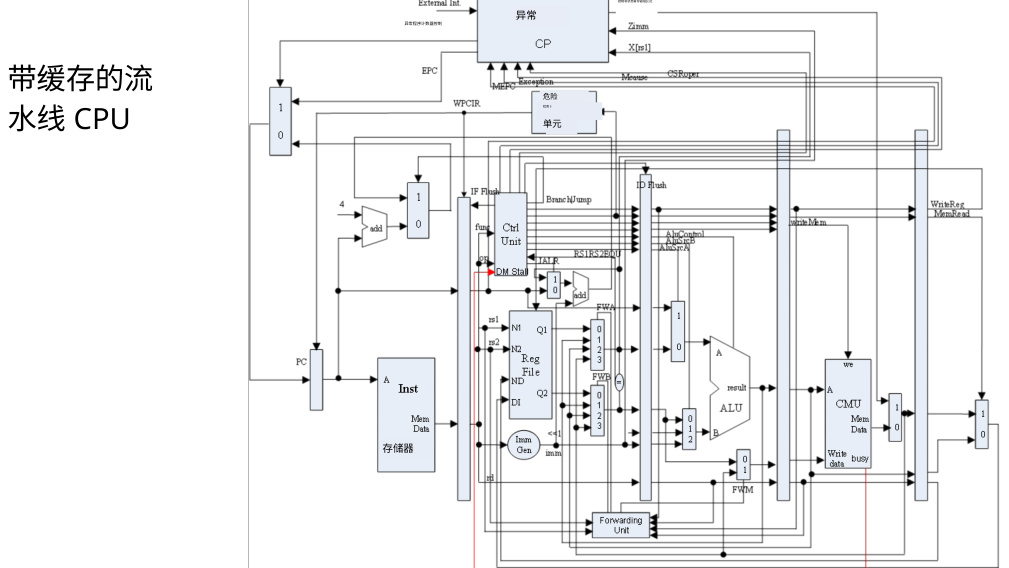 带缓存的流
水线 CPU
External Int.
异常
CP
Zimm
X[rs1]
EPC
MEPC
Exception
Mcause
CSRoper
危险
单元
WPCIR
1
0
1
0
4
add
IF Flush
ID Flush
Ctrl
Unit
BranchJump
WriteReg
MemRead
writeMem
AluControl
AluSrcB
AluSrcA
func
DM Stall
JALR
RS1RS2EQU
1
0
add
FWA
rs1
rs2
N1
N2
ND
DI
Q1
Q2
Reg
File
0
1
2
3
FWB
0
1
2
3
=
1
0
A
B
result
ALU
0
1
2
PC
A
Inst
Mem
Data
存储器
Imm
Gen
<<1
imm
rd
we
A
CMU
Mem
Data
Write
data
busy
1
0
1
0
0
1
FWM
Forwarding
Unit